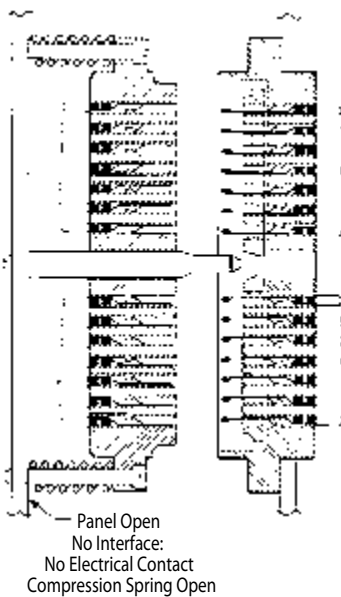 Panel Open
No Interface:
No Electrical Contact
Compression Spring Open